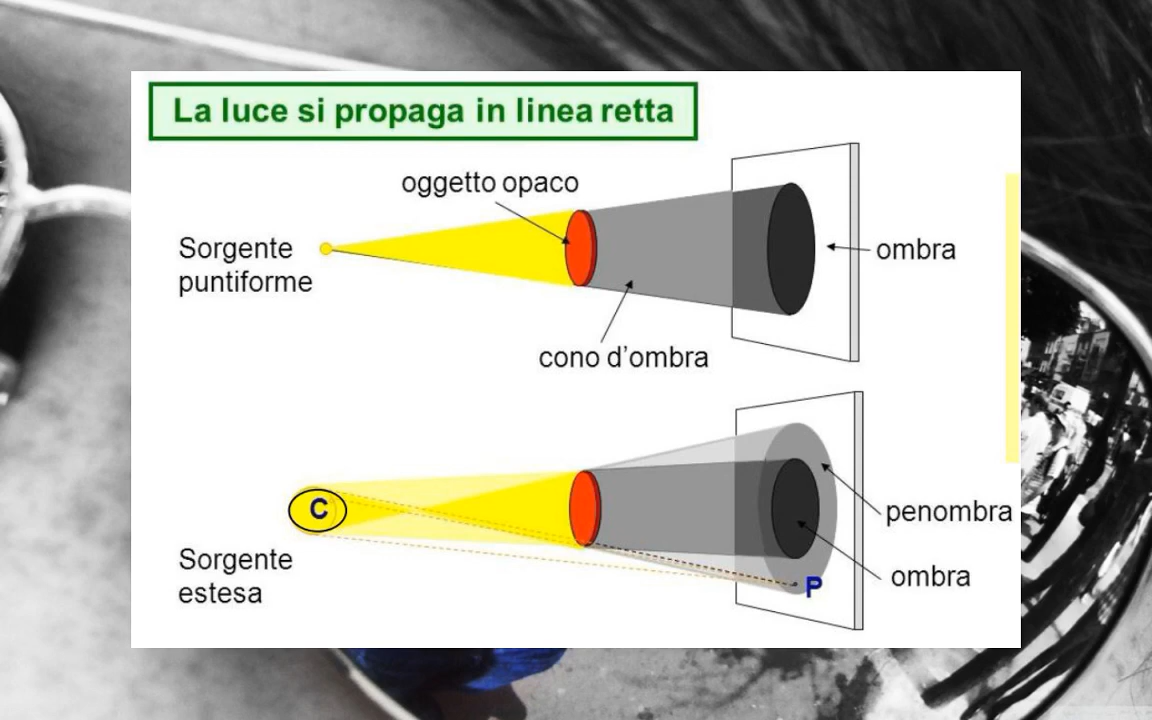 La luce si propaga in linea retta
oggetto opaco
Sorgente
puntiforme
ombra
cono d'ombra
C
penombra
Sorgente
estesa
ombra
P